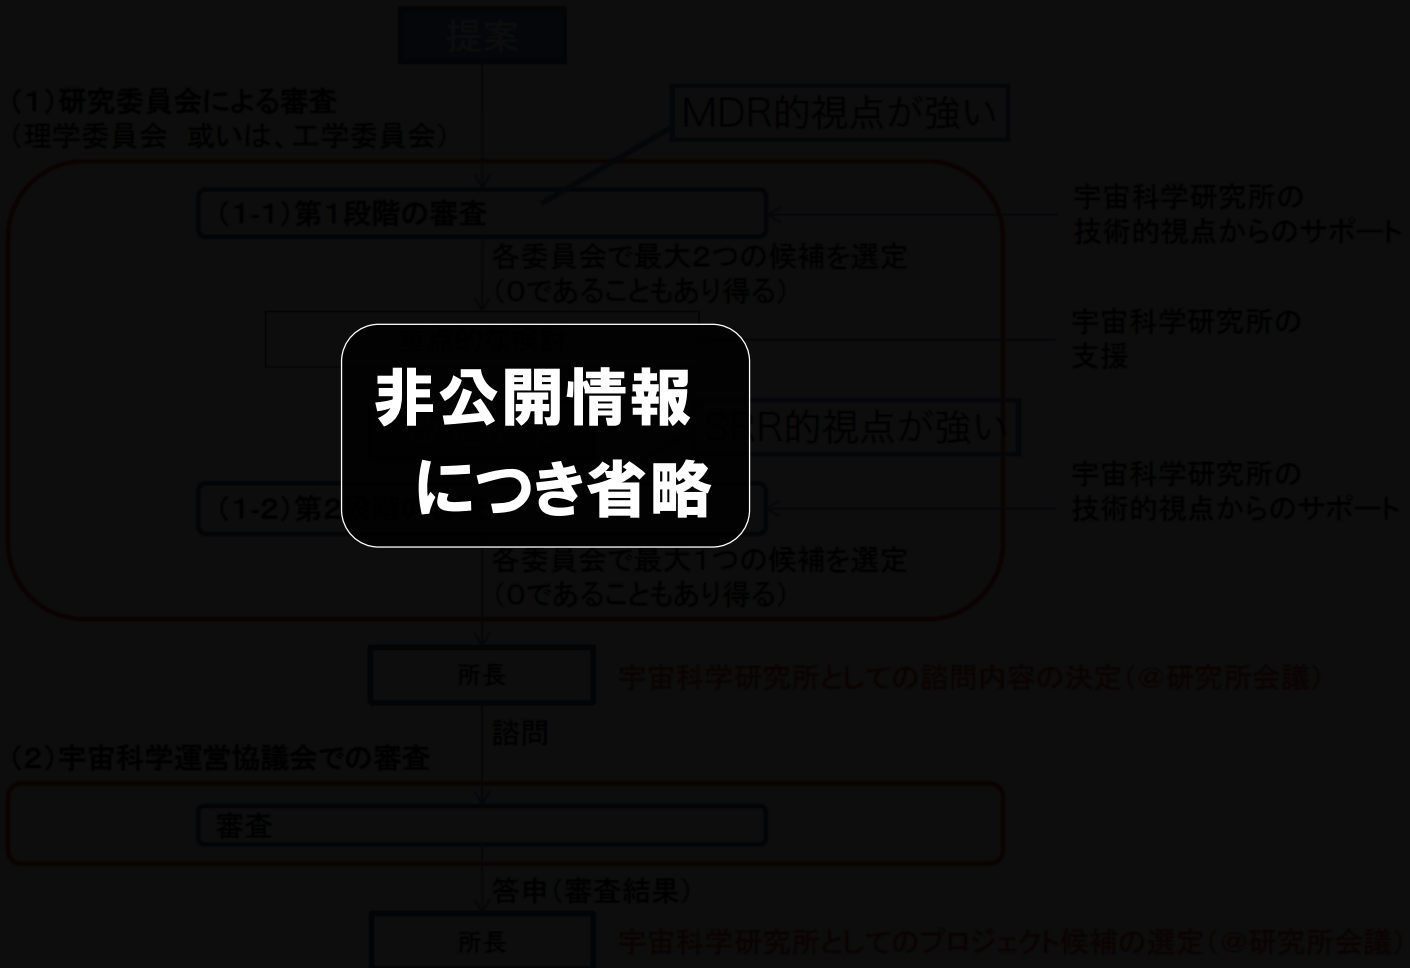 提案
(1)研究委員会による審査
(理学委員会　或いは、工学委員会)
MDR的視点が強い
(1-1)第1段階の審査
宇宙科学研究所の
技術的視点からのサポート
各委員会で最大2つの候補を選定
(0であることもあり得る)
宇宙科学研究所の
支援
非公開情報
につき省略
RR的視点が強い
(1-2)第2
宇宙科学研究所の
技術的視点からのサポート
各委員会で最大1つの候補を選定
(0であることもあり得る)
所長
宇宙科学研究所としての諮問内容の決定(@研究所会議)
諮問
(2)宇宙科学運営協議会での審査
審査
答申(審査結果)
所長
宇宙科学研究所としてのプロジェクト候補の選定(@研究所会議)